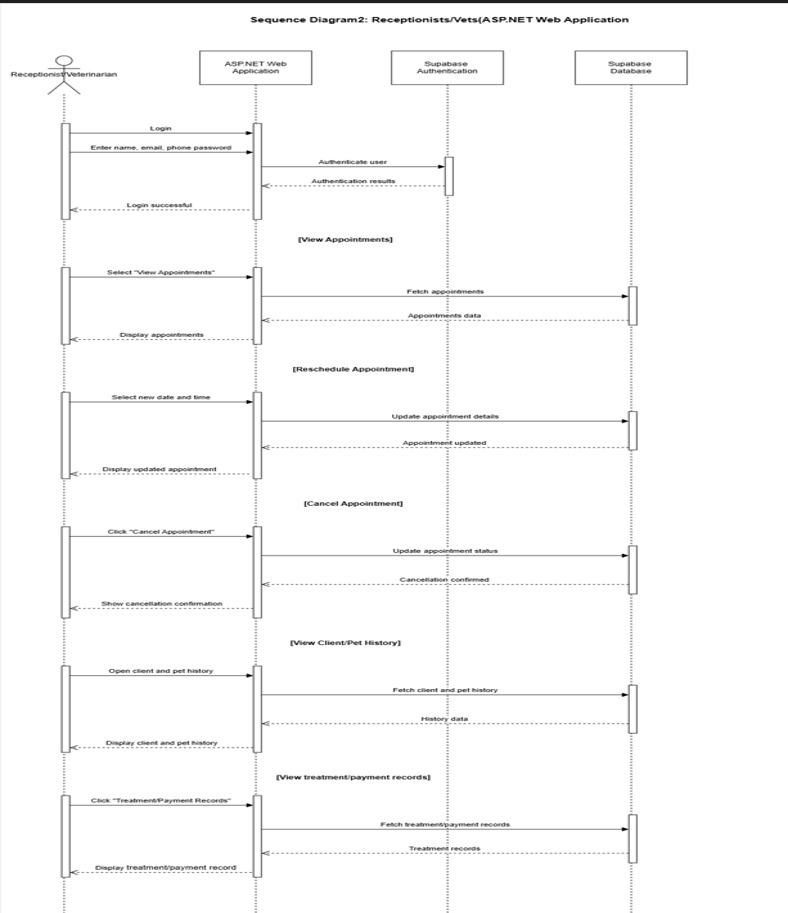 Sequence Diagram2: Receptionists/Vets(ASP.NET Web Application
Receptionist/Veterinarian
ASP.NET Web
Application
Supabase
Authentication
Supabase
Database
Login
Enter name, email, phone password
Authenticate user
Authentication results
Login successful
[View Appointments]
Select "View Appointments"
Fetch appointments
Appointments data
Display appointments
[Reschedule Appointment]
Select new date and time
Update appointment details
Appointment updated
Display updated appointment
[Cancel Appointment]
Click "Cancel Appointment"
Update appointment status
Cancellation confirmed
Show cancellation confirmation
[View Client/Pet History]
Open client and pet history
Fetch client and pet history
History data
Display client and pet history
[View treatment/payment records]
Click "Treatment/Payment Records"
Fetch treatment/payment records
Treatment records
Display treatment/payment record